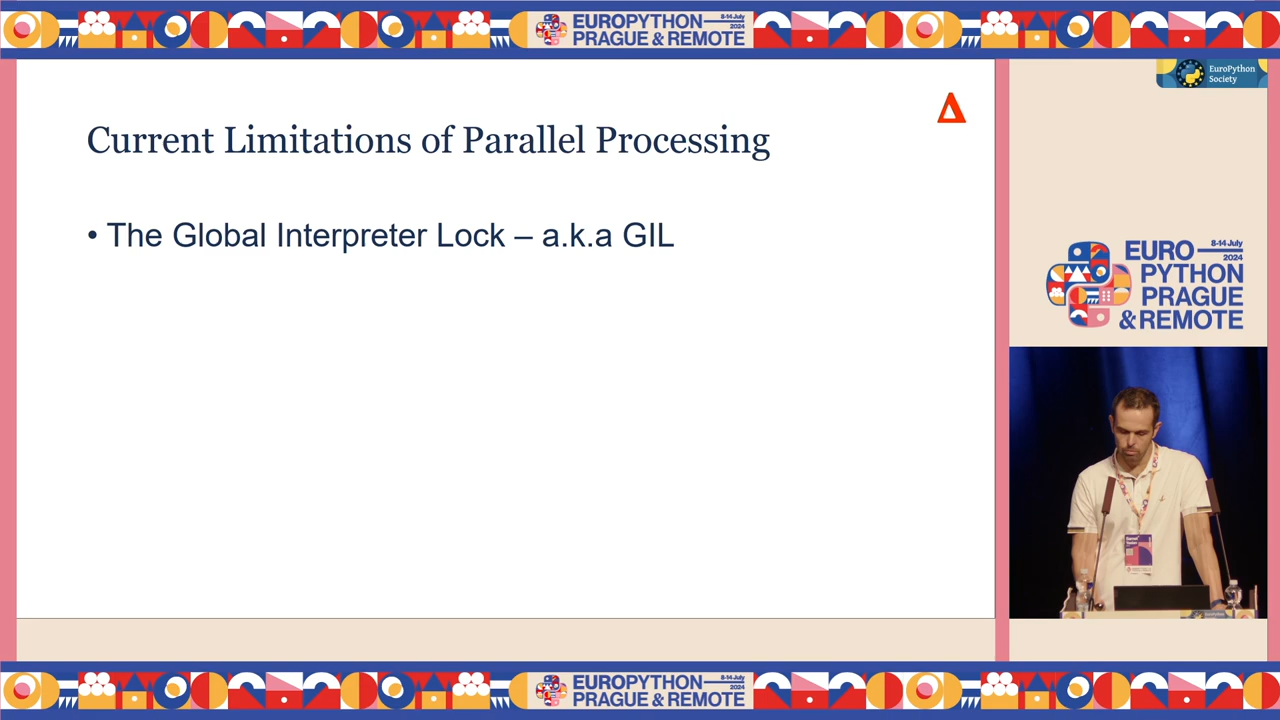 EUROPYTHON
8-14 July
2024
PRAGUE & REMOTE
EuroPython
Society
Current Limitations of Parallel Processing
• The Global Interpreter Lock – a.k.a GIL
EURO
8-14 July
2024
PYTHON
PRAGUE
& REMOTE
EUROPYTHON
8-14 July
2024
PRAGUE & REMOTE